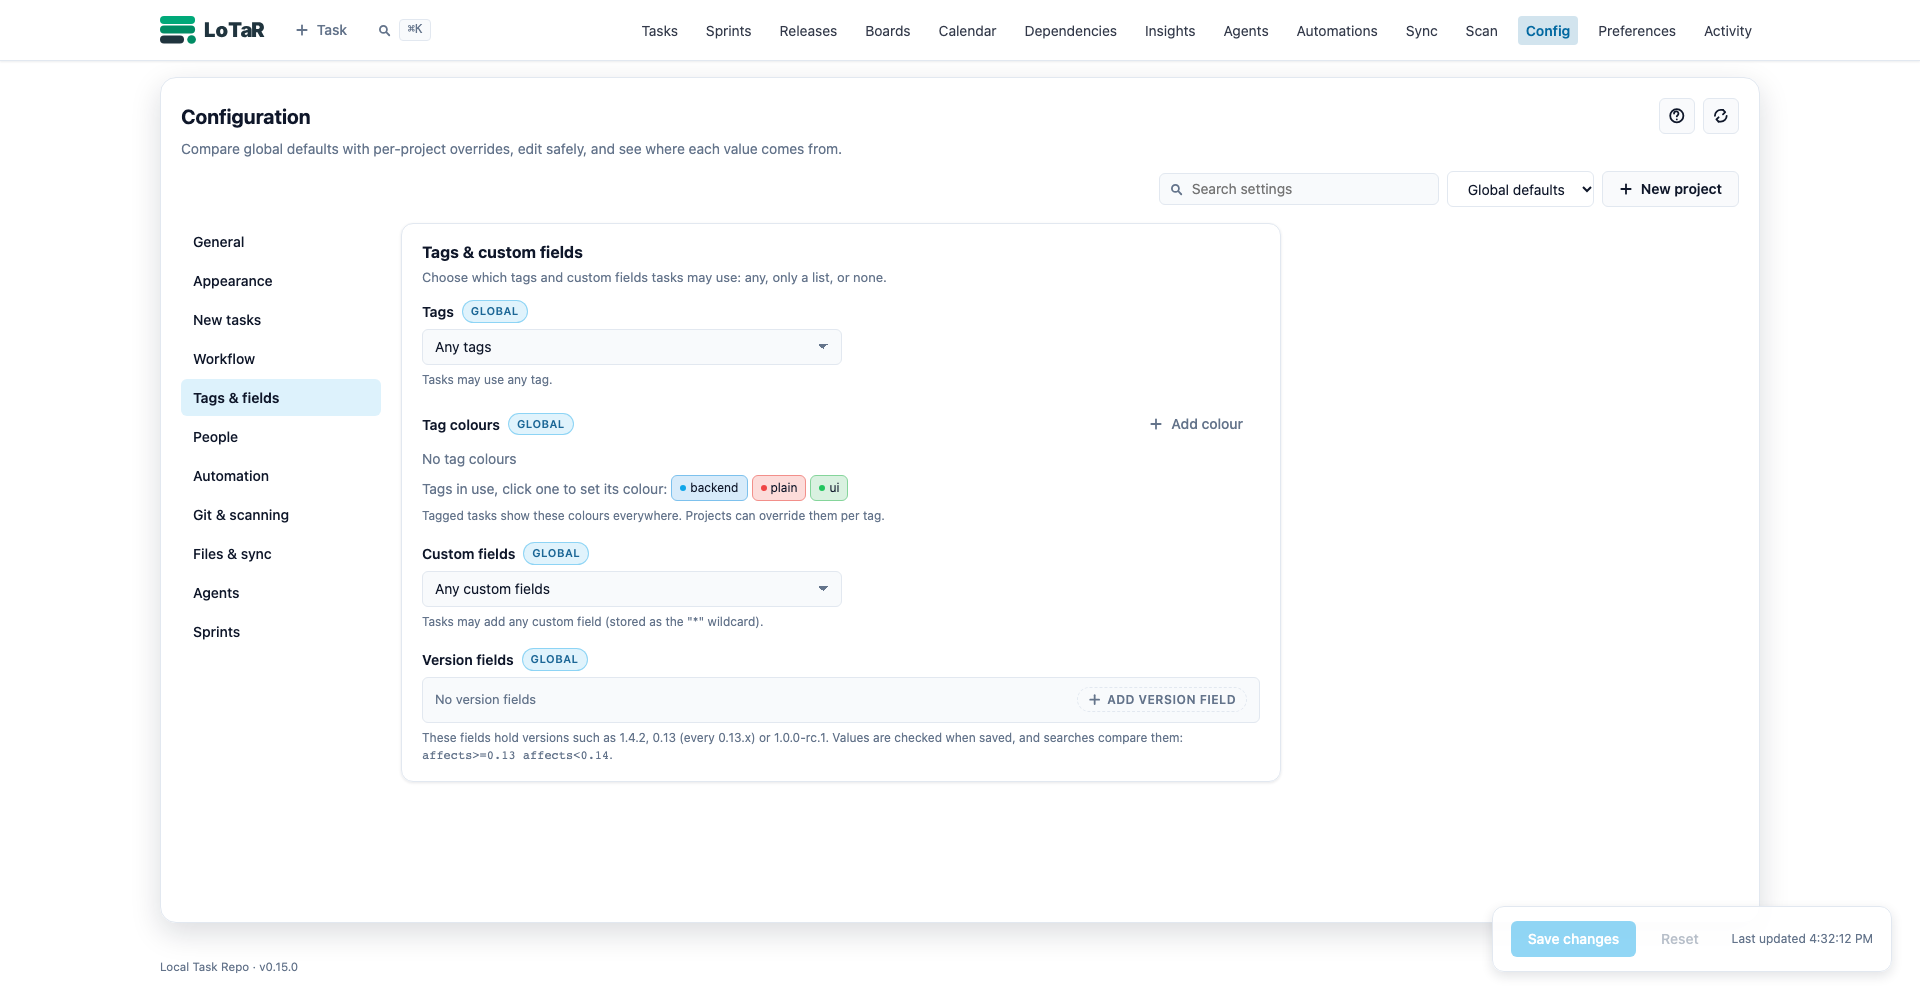 LoTaR
Task
⌘K
Tasks Sprints Releases Boards Calendar Dependencies Insights Agents Automations Sync Scan Config Preferences Activity
Configuration
Compare global defaults with per-project overrides, edit safely, and see where each value comes from.
Search settings
Global defaults
New project
General
Appearance
New tasks
Workflow
Tags & fields
People
Automation
Git & scanning
Files & sync
Agents
Sprints
Tags & custom fields
Choose which tags and custom fields tasks may use: any, only a list, or none.
Tags GLOBAL
Any tags
Tasks may use any tag.
Tag colours GLOBAL
Add colour
No tag colours
Tags in use, click one to set its colour: backend plain ui
Tagged tasks show these colours everywhere. Projects can override them per tag.
Custom fields GLOBAL
Any custom fields
Tasks may add any custom field (stored as the "*" wildcard).
Version fields GLOBAL
No version fields
ADD VERSION FIELD
These fields hold versions such as 1.4.2, 0.13 (every 0.13.x) or 1.0.0-rc.1. Values are checked when saved, and searches compare them:
affects>=0.13 affects<0.14.
Save changes
Reset
Last updated 4:32:12 PM
Local Task Repo · v0.15.0